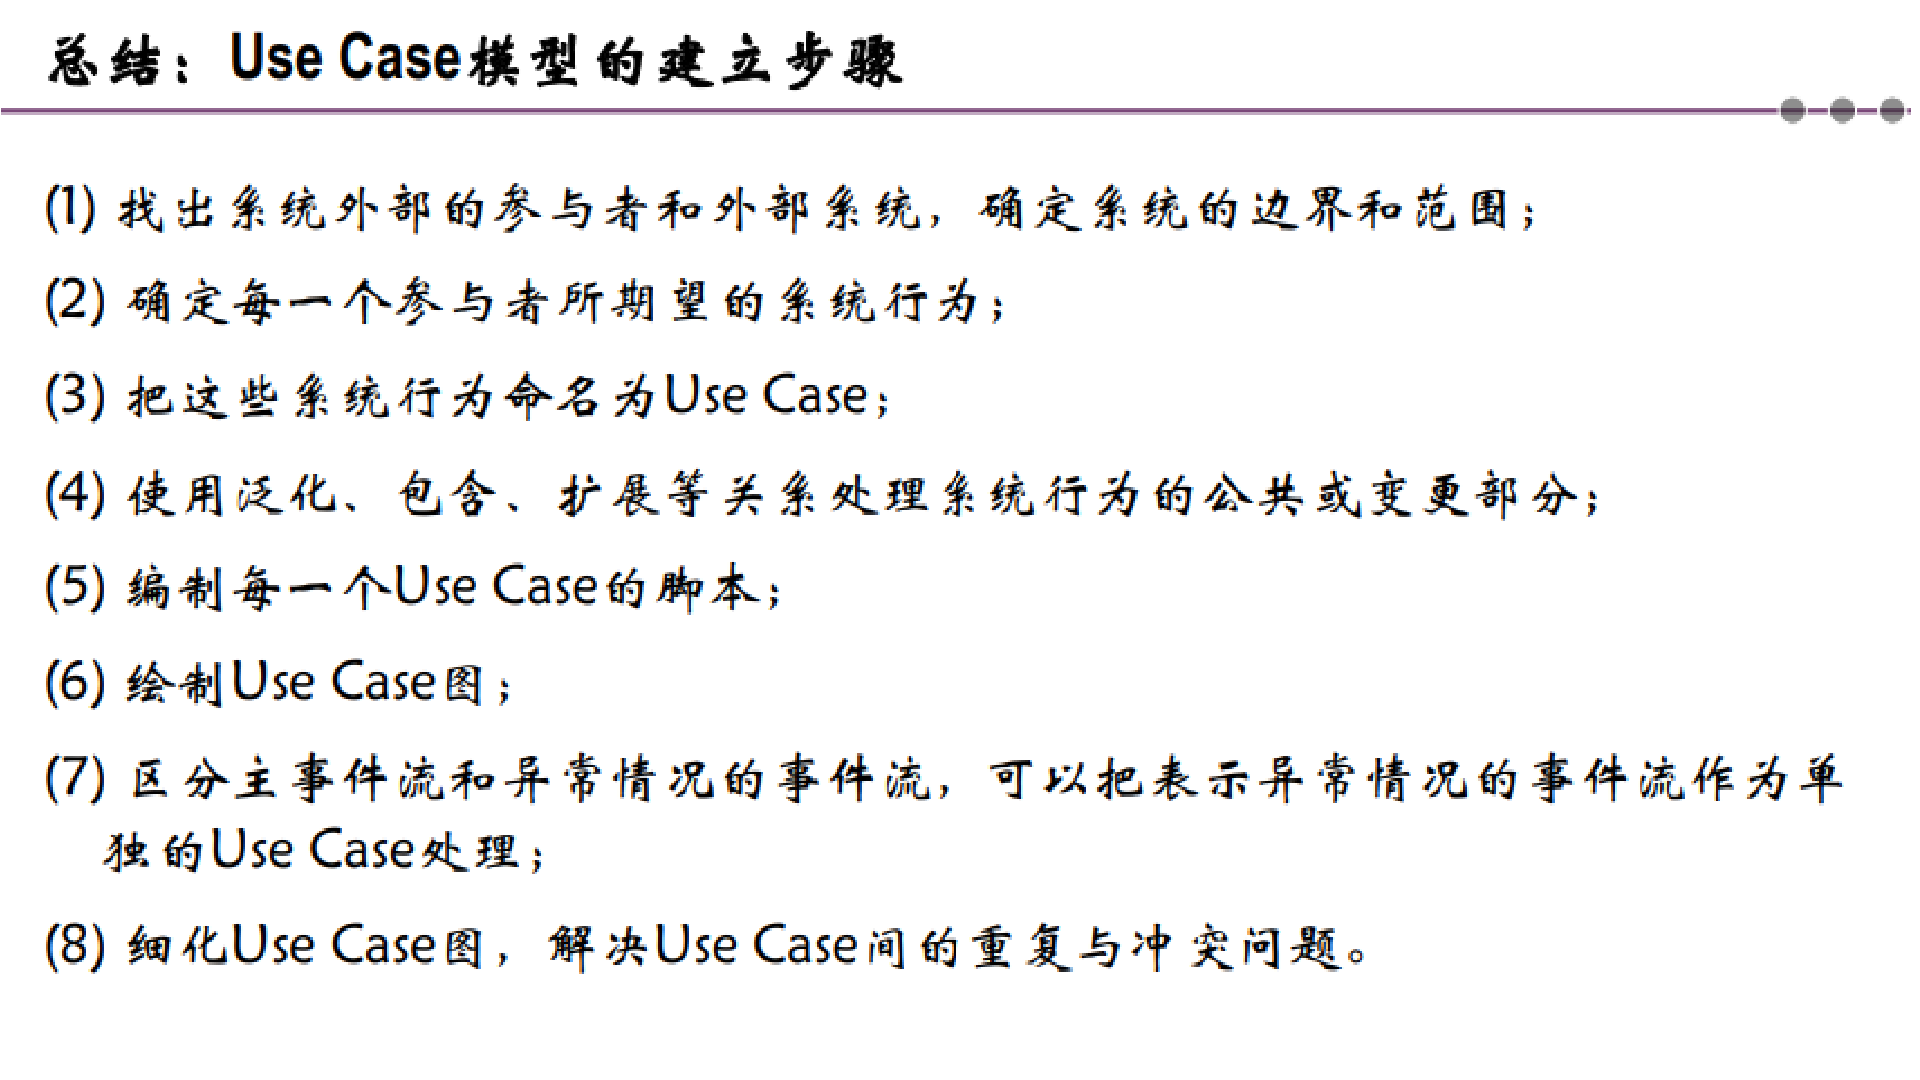 总结：Use Case模型的建立步骤
(1) 找出系统外部的参与者和外部系统，确定系统的边界和范围；
(2) 确定每一个参与者所期望的系统行为；
(3) 把这些系统行为命名为Use Case；
(4) 使用泛化、包含、扩展等关系处理系统行为的公共或变更部分；
(5) 编制每一个Use Case的脚本；
(6) 绘制Use Case图；
(7) 区分主事件流和异常情况的事件流，可以把表示异常情况的事件流作为单
独的Use Case处理；
(8) 细化Use Case图，解决Use Case间的重复与冲突问题。